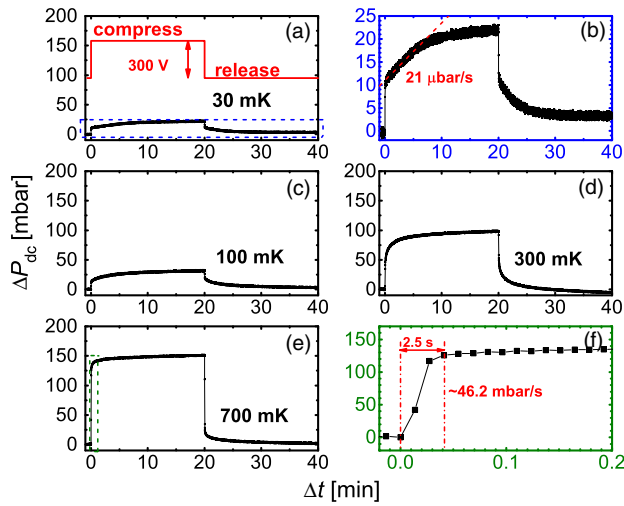 200
150
100
50
0
compress
(a)
300 V
release
30 mK
0 10 20 30 40
25
20
15
10
5
0
(b)
21 μbar/s
0 10 20 30 40
200
150
100
50
0
(c)
100 mK
0 10 20 30 40
200
150
100
50
0
(d)
300 mK
0 10 20 30 40
ΔPdc [mbar]
200
150
100
50
0
(e)
700 mK
0 10 20 30 40
150
100
50
0
(f)
2.5 s
~46.2 mbar/s
0.0 0.1 0.2
Δt [min]